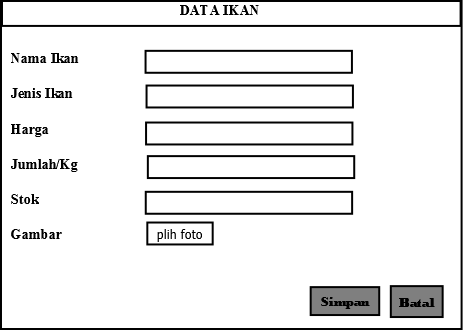 DATA IKAN
Nama Ikan
Jenis Ikan
Harga
Jumlah/Kg
Stok
Gambar plih foto
Simpan Batal